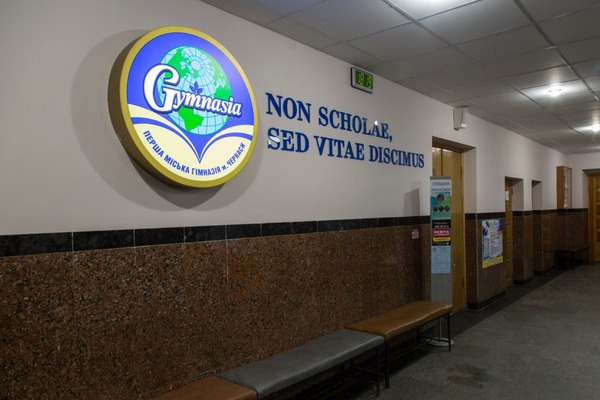 Gymnasia
ПЕРША МІСЬКА ГІМНАЗІЯ м. ЧЕРКАСИ
NON SCHOLAE,
SED VITAE DISCIMUS